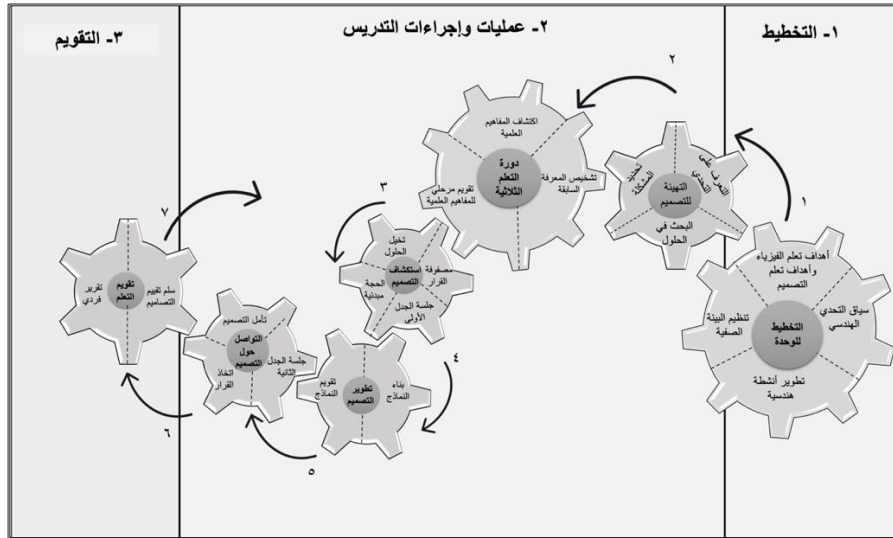 ١- التخطيط
٢- عمليات وإجراءات التدريس
٣- التقويم
١
أهداف تعلم الفيزياء
وأهداف تعلم
التصميم
سياق التحدي
الهندسي
تنظيم البيئة
الصفية
تطوير أنشطة
هندسية
التخطيط
للوحدة
٢
التعرف على
التحدي
تحديد
المشكلة
البحث في
الحلول
التهيئة
للتصميم
اكتشاف المفاهيم
العلمية
تشخيص المعرفة
السابقة
تقويم مرحلي
للمفاهيم العلمية
دورة
التعلم
الثلاثية
٣
تخيل
الحلول
مصفوفة
القرار
الحجة
مبدئية
جلسة الجدل
الأولى
استكشاف
التصميم
٤
بناء
النماذج
تقويم
النماذج
تطوير
التصميم
٥
تأمل التصميم
جلسة الجدل
الثانية
اتخاذ
القرار
التواصل
حول
التصميم
٦
سلم تقييم
التصاميم
تقرير
فردي
تقويم
التعلم
٧